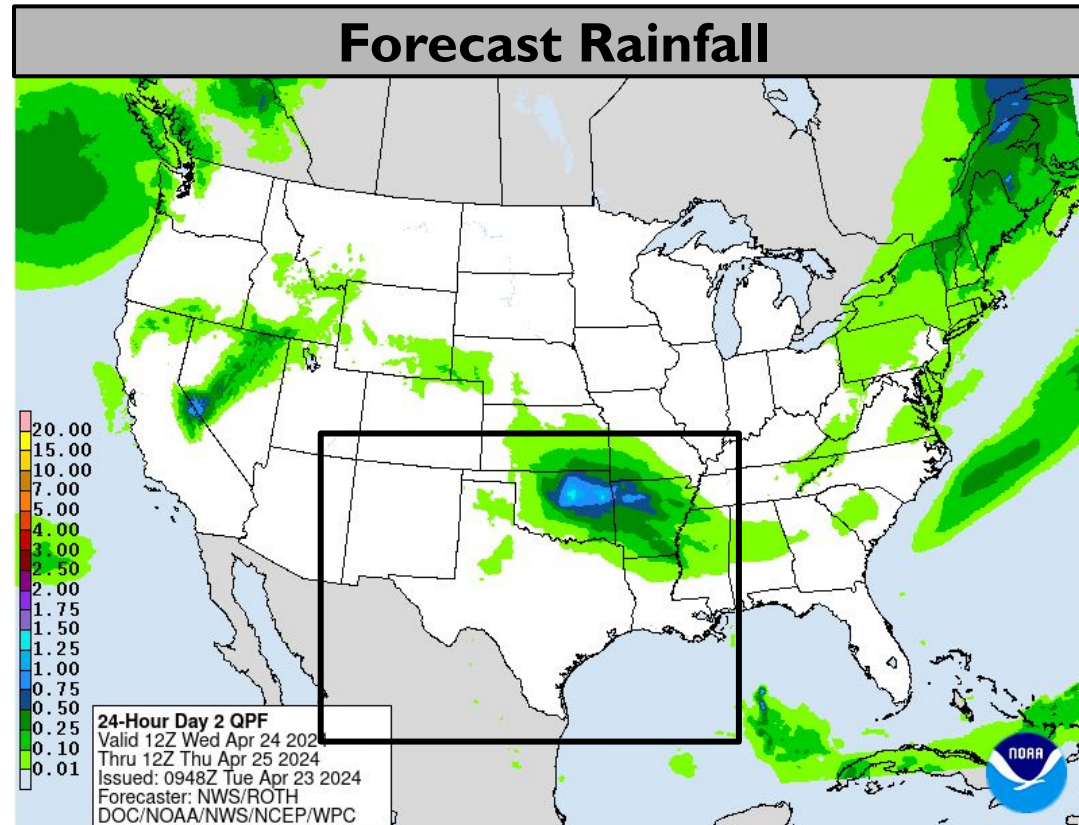 Forecast Rainfall
20.00
15.00
10.00
7.00
5.00
4.00
3.00
2.50
2.00
1.75
1.50
1.25
1.00
0.75
0.50
0.25
0.10
0.01
24-Hour Day 2 QPF
Valid 12Z Wed Apr 24 2024
Thru 12Z Thu Apr 25 2024
Issued: 0948Z Tue Apr 23 2024
Forecaster: NWS/ROTH
DOC/NOAA/NWS/NCEP/WPC
NOAA